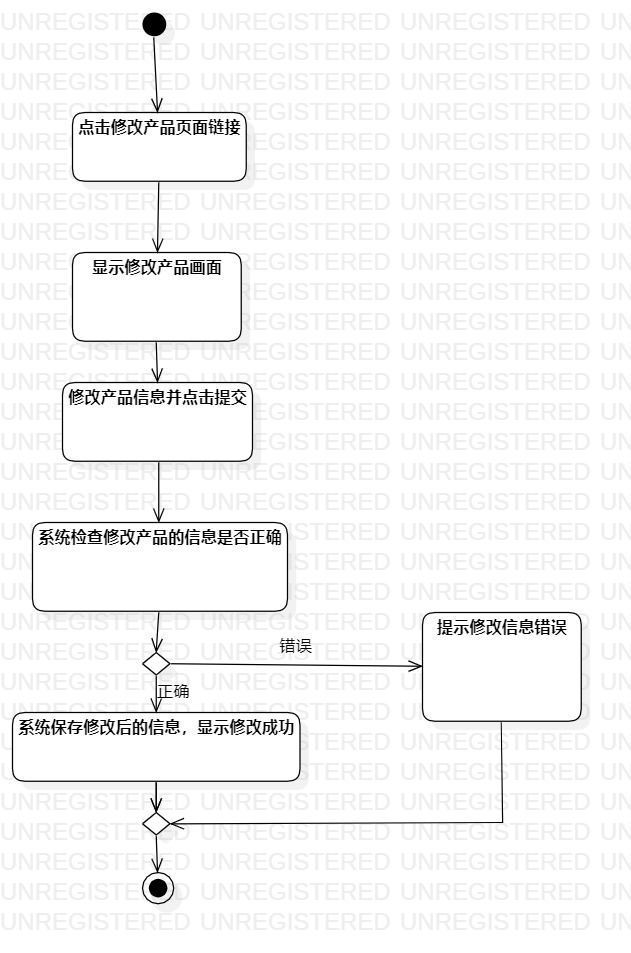 点击修改产品页面链接
显示修改产品画面
修改产品信息并点击提交
系统检查修改产品的信息是否正确
提示修改信息错误
错误
正确
系统保存修改后的信息，显示修改成功
UNREGISTERED